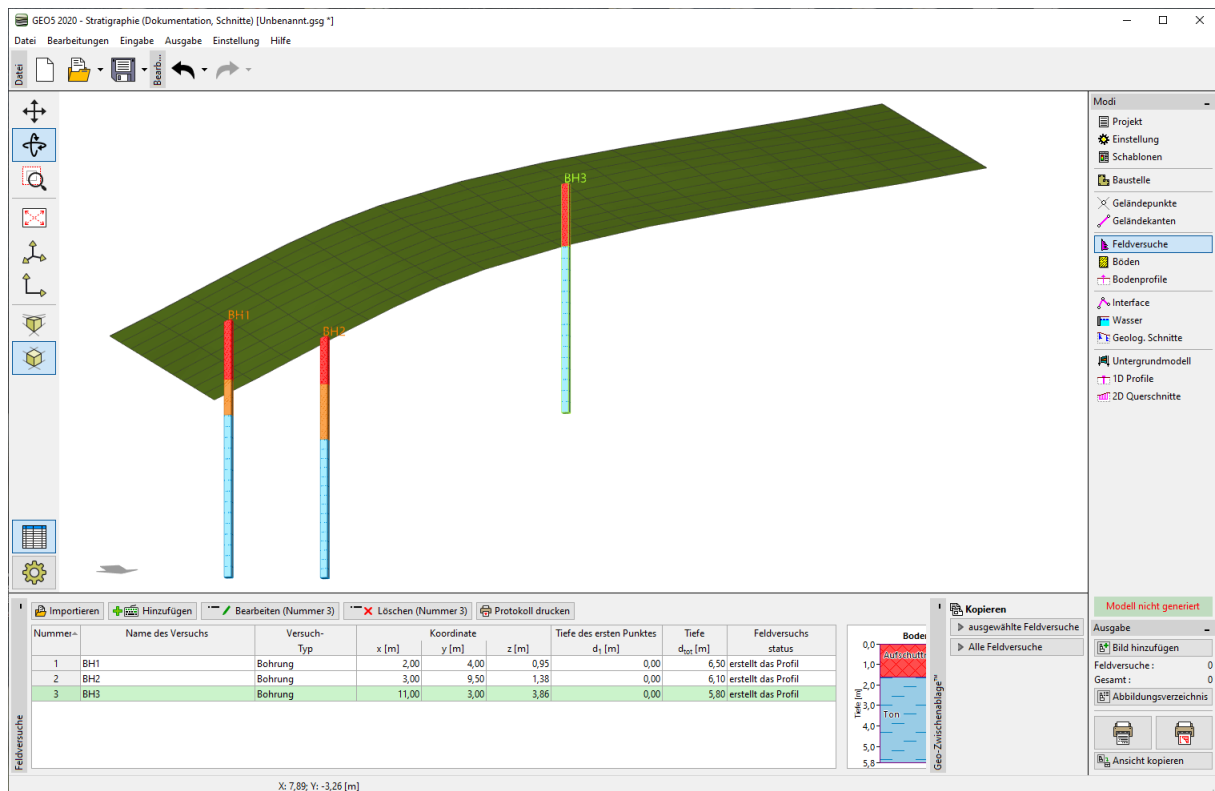 GEO5 2020 - Stratigraphie (Dokumentation, Schnitte) [Unbenannt.gsg *]
Datei Bearbeitungen Eingabe Ausgabe Einstellung Hilfe
Datei
Bearb...
BH1
BH2
BH3
Modi
Projekt
Einstellung
Schablonen
Baustelle
Geländepunkte
Geländekanten
Feldversuche
Böden
Bodenprofile
Interface
Wasser
Geolog. Schnitte
Untergrundmodell
1D Profile
2D Querschnitte
Importieren Hinzufügen Bearbeiten (Nummer 3) Löschen (Nummer 3) Protokoll drucken
Nummer Name des Versuchs Versuch- Koordinate Tiefe des ersten Punktes Tiefe Feldversuchs
Typ x [m] y [m] z [m] d1 [m] dtot [m] status
1 BH1 Bohrung 2,00 4,00 0,95 0,00 6,50 erstellt das Profil
2 BH2 Bohrung 3,00 9,50 1,38 0,00 6,10 erstellt das Profil
3 BH3 Bohrung 11,00 3,00 3,86 0,00 5,80 erstellt das Profil
Feldversuche
Boden
0,0
1,0
2,0
3,0
4,0
5,0
5,8
Tiefe [m]
Ton
Geo-Zwischenablage™
Kopieren
ausgewählte Feldversuche
Alle Feldversuche
Modell nicht generiert
Ausgabe
Bild hinzufügen
Feldversuche : 0
Gesamt : 0
Abbildungsverzeichnis
Ansicht kopieren
X: 7,89; Y: -3,26 [m]